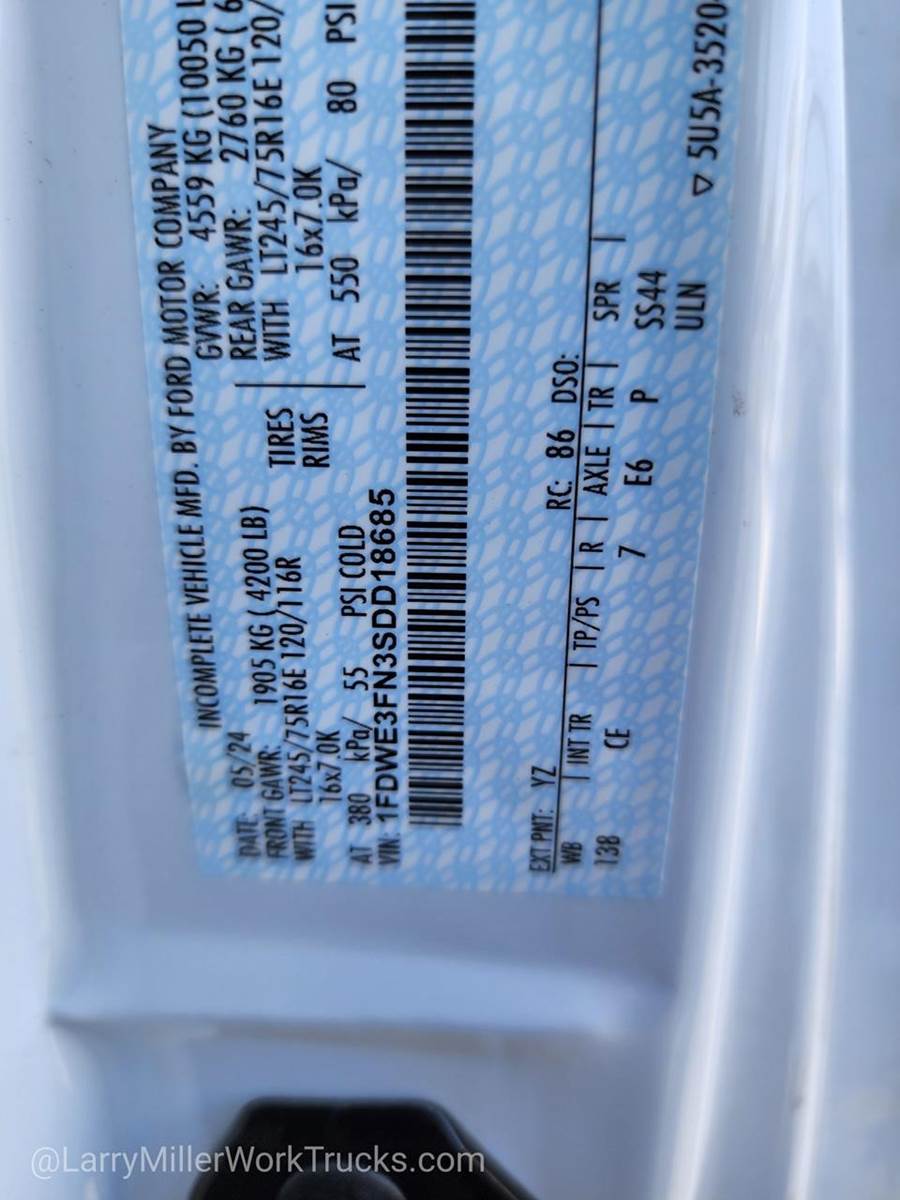 INCOMPLETE VEHICLE MFD. BY FORD MOTOR COMPANY
DATE: 05/24 GVWR: 4559 KG (10050 L
FRONT GAWR: 1905 KG ( 4200 LB) REAR GAWR: 2760 KG ( 6
WITH LT245/75R16E 120/116R TIRES WITH LT245/75R16E 120/
16x7.0K RIMS 16x7.0K
AT 380 kPa/ 55 PSI COLD AT 550 kPa/ 80 PSI
VIN: 1FDWE3FN3SDD18685
EXT PNT: YZ RC: 86 DSO:
WB | INT TR | TP/PS | R | AXLE | TR | SPR |
138 CE 7 E6 P SS44
ULN
▽ 5U5A-3520
@LarryMillerWorkTrucks.com